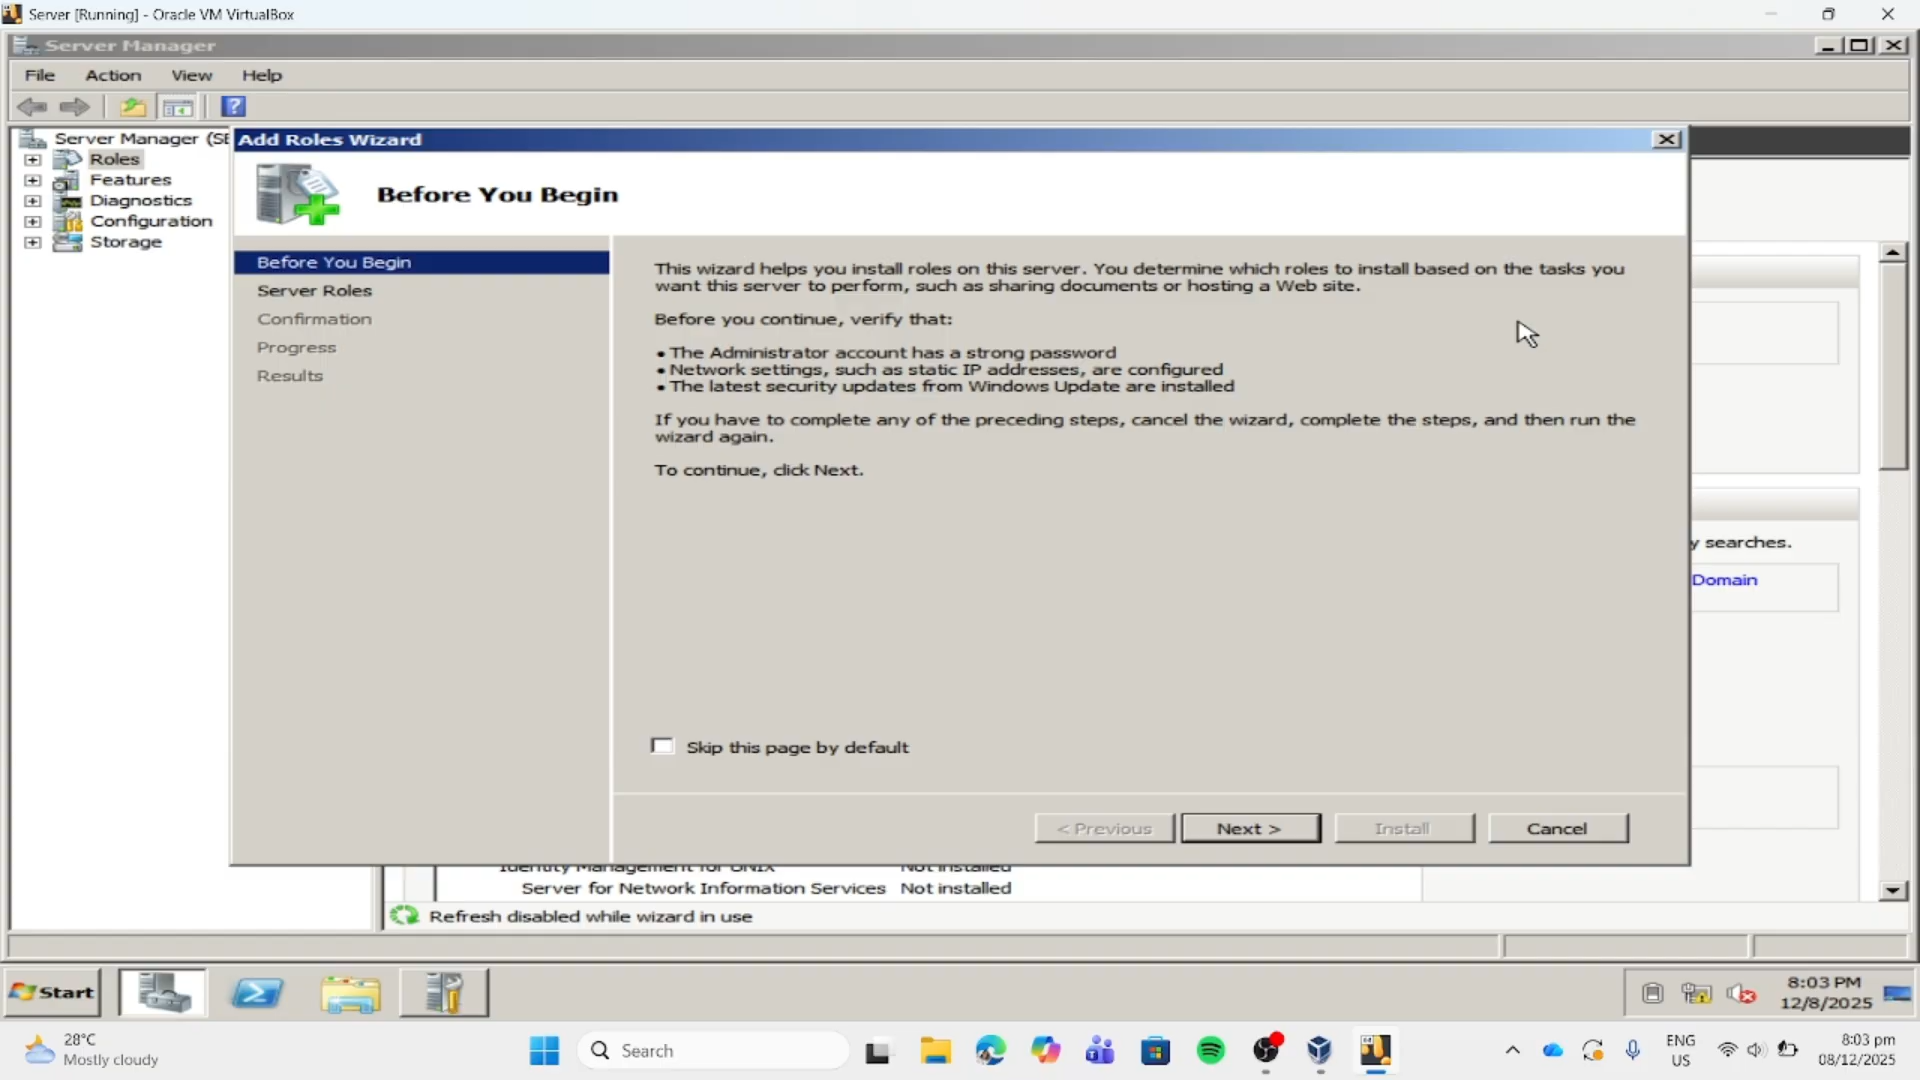 Server [Running] - Oracle VM VirtualBox
Server Manager
File Action View Help
Server Manager (SE
Roles
Features
Diagnostics
Configuration
Storage
Add Roles Wizard
Before You Begin
Before You Begin
Server Roles
Confirmation
Progress
Results
This wizard helps you install roles on this server. You determine which roles to install based on the tasks you
want this server to perform, such as sharing documents or hosting a Web site.
Before you continue, verify that:
• The Administrator account has a strong password
• Network settings, such as static IP addresses, are configured
• The latest security updates from Windows Update are installed
If you have to complete any of the preceding steps, cancel the wizard, complete the steps, and then run the
wizard again.
To continue, click Next.
Skip this page by default
< Previous Next > Install Cancel
y searches.
Domain
Identity Management for UNIX Not installed
Server for Network Information Services Not installed
Refresh disabled while wizard in use
Start
8:03 PM
12/8/2025
28°C
Mostly cloudy
Search
ENG
US
8:03 pm
08/12/2025